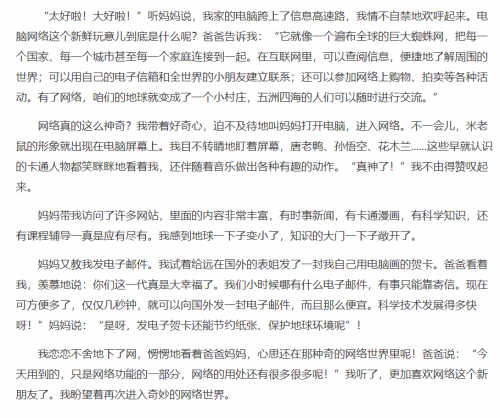 “太好啦！大好啦！”听妈妈说，我家的电脑跨上了信息高速路，我情不自禁地欢呼起来。电
脑网络这个新鲜玩意儿到底是什么呢？爸爸告诉我：“它就像一个遍布全球的巨大蜘蛛网，把每一
个国家、每一个城市甚至每一个家庭连接到一起。在互联网里，可以查阅信息，便捷地了解周围的
世界；可以用自己的电子信箱和全世界的小朋友建立联系；还可以参加网络上购物、拍卖等各种活
动。有了网络，咱们的地球就变成了一个小村庄，五洲四海的人们可以随时进行交流。”
网络真的这么神奇？我带着好奇心，迫不及待地叫妈妈打开电脑，进入网络。不一会儿，米老
鼠的形象就出现在电脑屏幕上。我目不转睛地盯着屏幕，唐老鸭、孙悟空、花木兰......这些早就认识
的卡通人物都笑眯眯地看着我，还伴随着音乐做出各种有趣的动作。“真神了！”我不由得赞叹起
来。
妈妈带我访问了许多网站，里面的内容非常丰富，有时事新闻，有卡通漫画，有科学知识，还
有课程辅导一真是应有尽有。我感到地球一下子变小了，知识的大门一下子敞开了。
妈妈又教我发电子邮件。我试着给远在国外的表姐发了一封我自己用电脑画的贺卡。爸爸看着
我，羡慕地说：你们这一代真是大幸福了。我们小时候哪有什么电子邮件，有事只能靠寄信。现在
可方便多了，仅仅几秒钟，就可以向国外发一封电子邮件，而且那么便宜。科学技术发展得多快
呀！”妈妈说：“是呀，发电子贺卡还能节约纸张、保护地球环境呢”！
我恋恋不舍地下了网，愣愣地看着爸爸妈妈，心思还在那种奇的网络世界里呢！爸爸说：“今
天用到的，只是网络功能的一部分，网络的用处还有很多很多呢！”我听了，更加喜欢网络这个新
朋友了。我盼望着再次进入奇妙的网络世界。